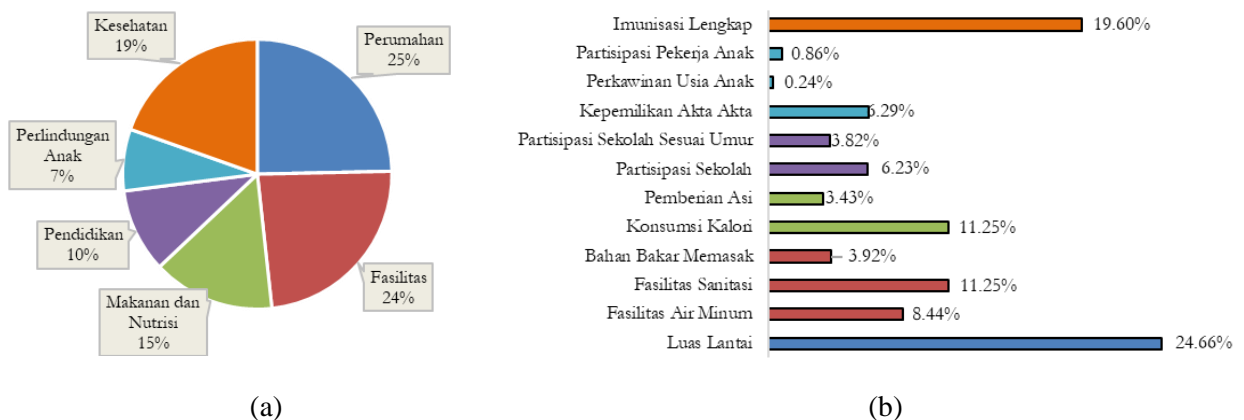 Kesehatan
19%
Perumahan
25%
Perlindungan
Anak
7%
Pendidikan
10%
Makanan dan
Nutrisi
15%
Fasilitas
24%
(a)
Imunisasi Lengkap 19.60%
Partisipasi Pekerja Anak 0.86%
Perkawinan Usia Anak 0.24%
Kepemilikan Akta Akta 6.29%
Partisipasi Sekolah Sesuai Umur 3.82%
Partisipasi Sekolah 6.23%
Pemberian Asi 3.43%
Konsumsi Kalori 11.25%
Bahan Bakar Memasak 3.92%
Fasilitas Sanitasi 11.25%
Fasilitas Air Minum 8.44%
Luas Lantai 24.66%
(b)